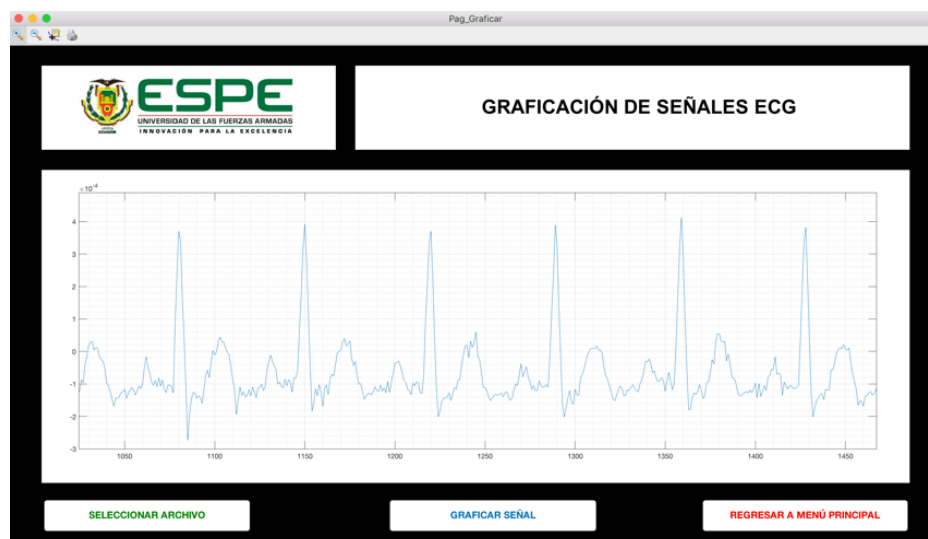 Pag_Graficar
ESPE
UNIVERSIDAD DE LAS FUERZAS ARMADAS
INNOVACIÓN PARA LA EXCELENCIA
ECUADOR
GRAFICACIÓN DE SEÑALES ECG
× 10⁻⁴
4
3
2
1
0
-1
-2
-3
1050 1100 1150 1200 1250 1300 1350 1400 1450
SELECCIONAR ARCHIVO
GRAFICAR SEÑAL
REGRESAR A MENÚ PRINCIPAL